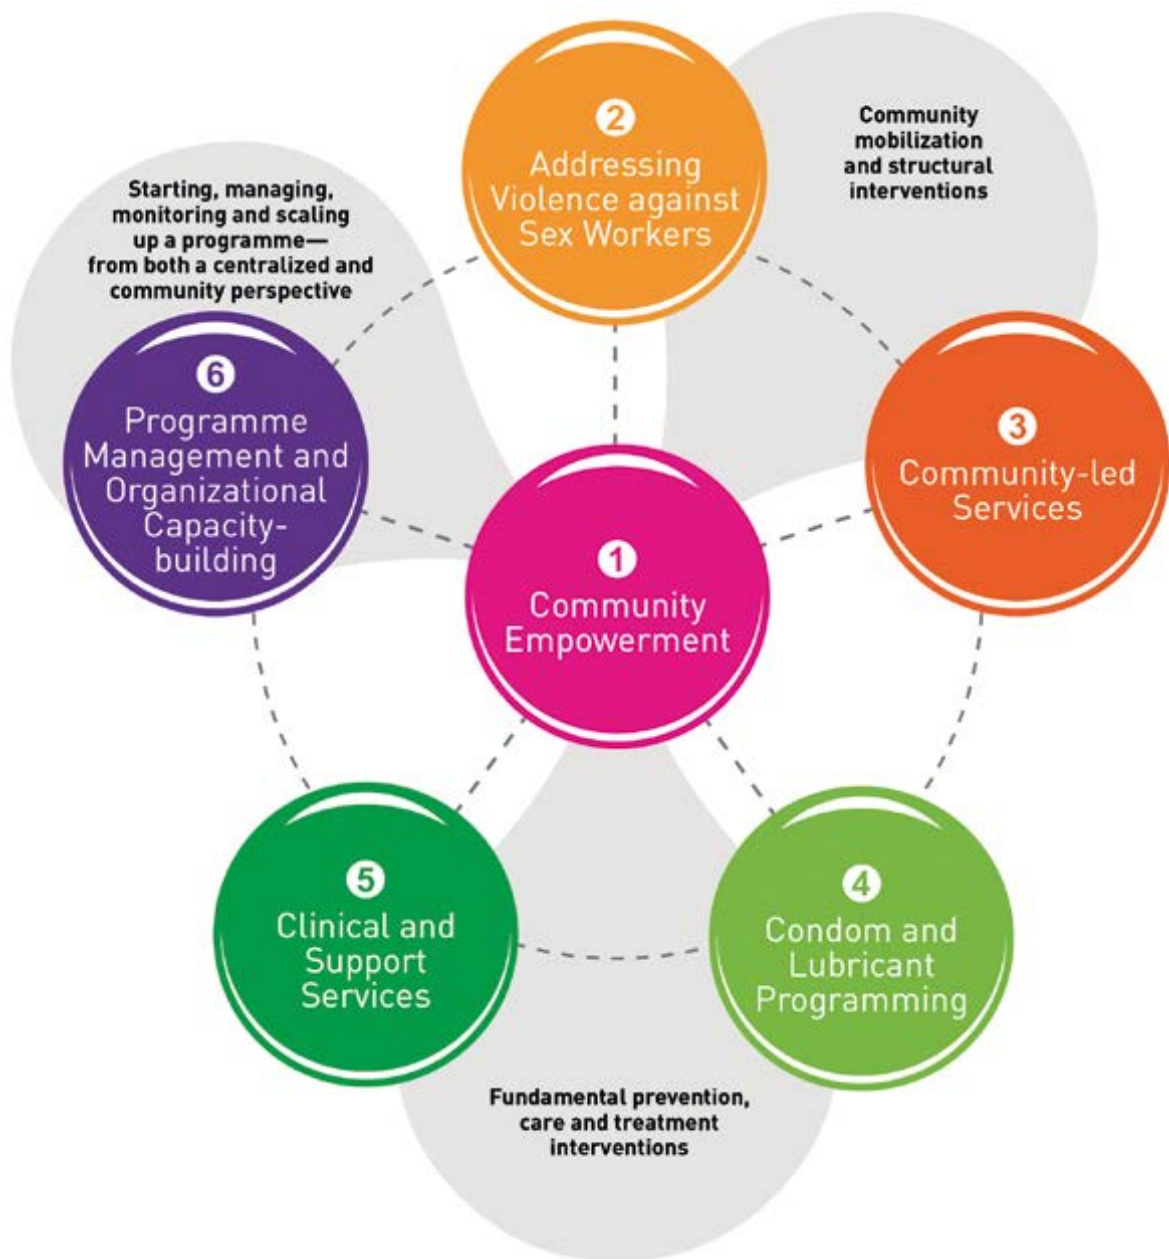 2
Addressing
Violence against
Sex Workers
Community
mobilization
and structural
interventions
Starting, managing,
monitoring and scaling
up a programme—
from both a centralized and
community perspective
6
Programme
Management and
Organizational
Capacity-
building
3
Community-led
Services
1
Community
Empowerment
5
Clinical and
Support
Services
4
Condom and
Lubricant
Programming
Fundamental prevention,
care and treatment
interventions